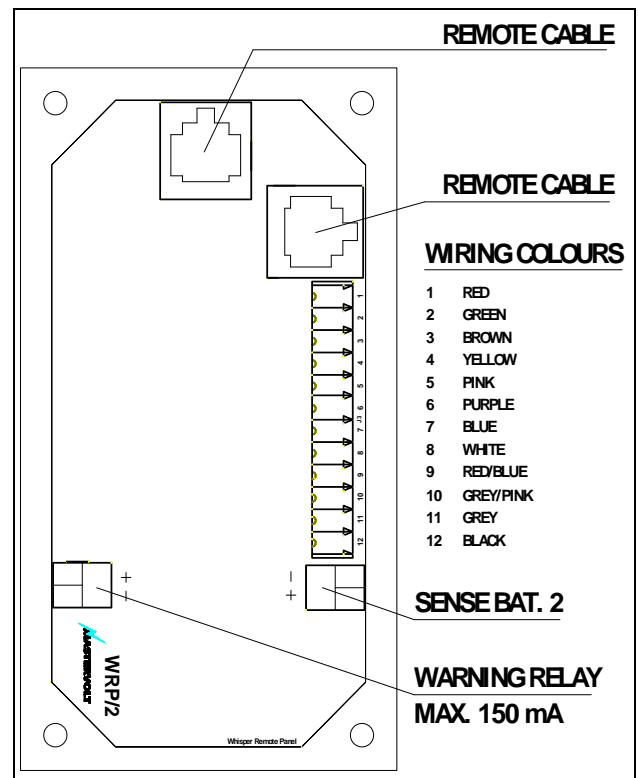 REMOTE CABLE
REMOTE CABLE
WIRING COLOURS
1 RED
2 GREEN
3 BROWN
4 YELLOW
5 PINK
6 PURPLE
7 BLUE
8 WHITE
9 RED/BLUE
10 GREY/PINK
11 GREY
12 BLACK
1
2
3
4
5
6
J3
7
8
9
10
11
12
+
-
-
+
SENSE BAT. 2
WARNING RELAY
MAX. 150 mA
MASTERVOLT
WRP/2
Whisper Remote Panel